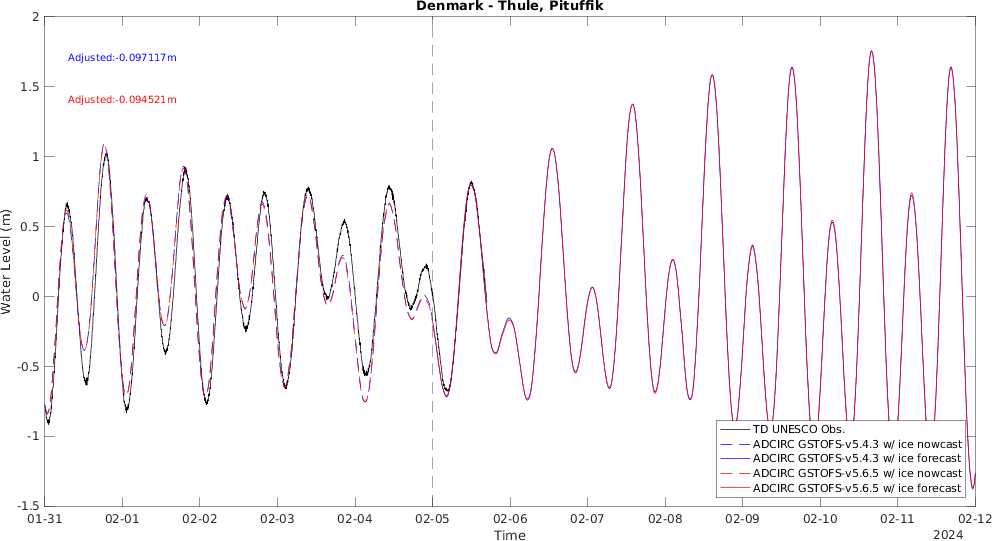 Denmark - Thule, Pituffik
Adjusted:-0.097117m
Adjusted:-0.094521m
Water Level (m)
2
1.5
1
0.5
0
-0.5
-1
-1.5
01-31 02-01 02-02 02-03 02-04 02-05 02-06 02-07 02-08 02-09 02-10 02-11 02-12
Time
2024
TD UNESCO Obs.
ADCIRC GSTOFS-v5.4.3 w/ ice nowcast
ADCIRC GSTOFS-v5.4.3 w/ ice forecast
ADCIRC GSTOFS-v5.6.5 w/ ice nowcast
ADCIRC GSTOFS-v5.6.5 w/ ice forecast